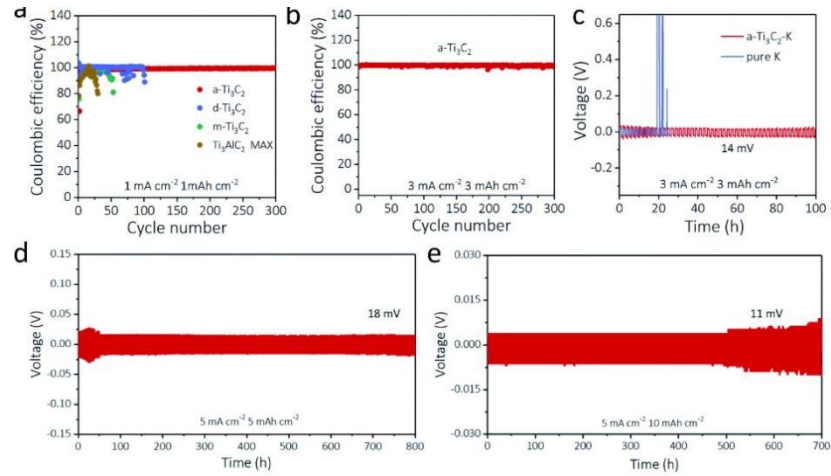 a
Coulombic efficiency (%)
140
120
100
80
60
40
20
0
a-Ti₃C₂
d-Ti₃C₂
m-Ti₃C₂
Ti₃AlC₂ MAX
1 mA cm⁻² 1mAh cm⁻²
0 50 100 150 200 250 300
Cycle number
b
Coulombic efficiency (%)
140
120
100
80
60
40
20
0
a-Ti₃C₂
3 mA cm⁻² 3 mAh cm⁻²
0 50 100 150 200 250 300
Cycle number
c
Voltage (V)
0.6
0.4
0.2
0.0
-0.2
a-Ti₃C₂-K
pure K
14 mV
3 mA cm⁻² 3 mAh cm⁻²
0 20 40 60 80 100
Time (h)
d
Voltage (V)
0.15
0.10
0.05
0.00
-0.05
-0.10
-0.15
18 mV
5 mA cm⁻² 5 mAh cm⁻²
0 100 200 300 400 500 600 700 800
Time (h)
e
Voltage (V)
0.030
0.015
0.000
-0.015
-0.030
11 mV
5 mA cm⁻² 10 mAh cm⁻²
0 100 200 300 400 500 600 700
Time (h)